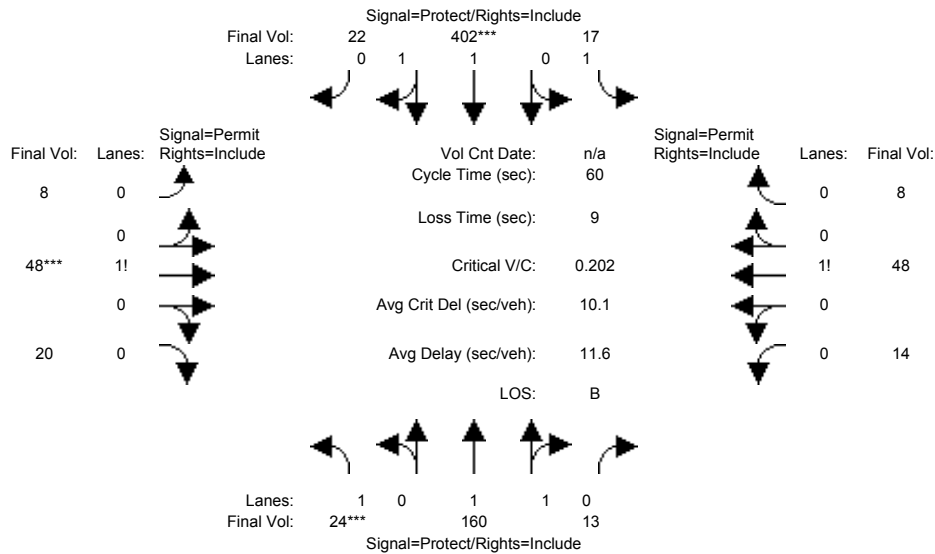 Signal=Protect/Rights=Include
Final Vol: 22 402*** 17
Lanes: 0 1 1 0 1
Signal=Permit Signal=Permit
Final Vol: Lanes: Rights=Include Vol Cnt Date: n/a Rights=Include Lanes: Final Vol:
Cycle Time (sec): 60
8 0 0 8
Loss Time (sec): 9
0 0
48*** 1! Critical V/C: 0.202 1! 48
0 Avg Crit Del (sec/veh): 10.1 0
20 0 Avg Delay (sec/veh): 11.6 0 14
LOS: B
Lanes: 1 0 1 1 0
Final Vol: 24*** 160 13
Signal=Protect/Rights=Include